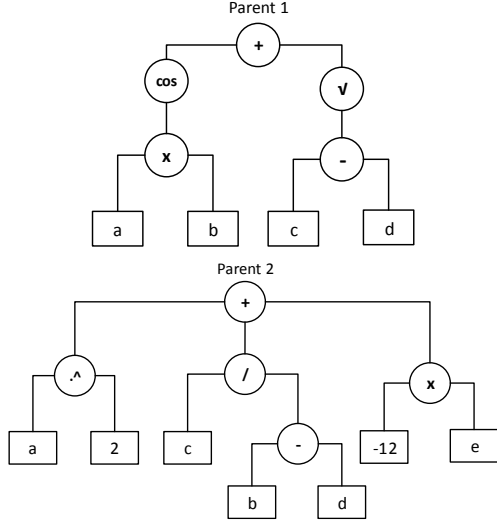 Parent 1
+
cos √
x -
a b c d
Parent 2
+
.^ / x
a 2 c - -12 e
b d